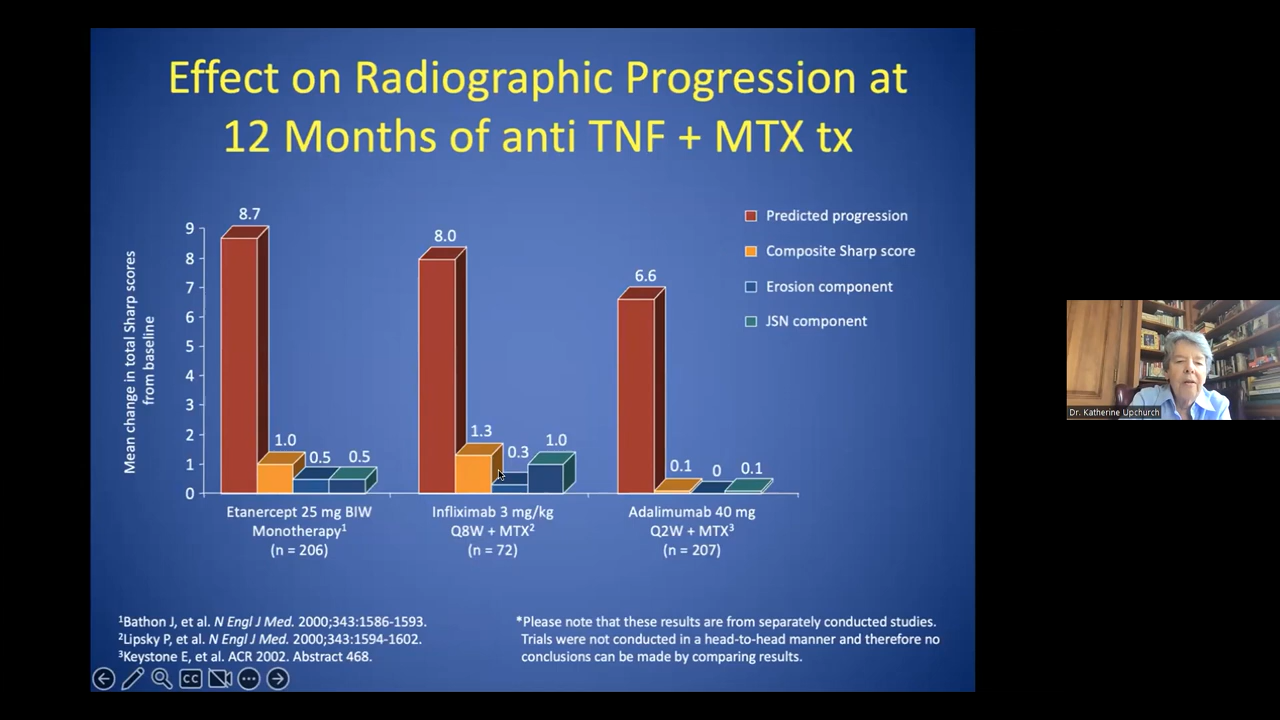 Effect on Radiographic Progression at
12 Months of anti TNF + MTX tx
Mean change in total Sharp scores
from baseline
9
8
7
6
5
4
3
2
1
0
8.7
1.0
0.5
0.5
8.0
1.3
0.3
1.0
6.6
0.1
0
0.1
Predicted progression
Composite Sharp score
Erosion component
JSN component
Etanercept 25 mg BIW
Monotherapy¹
(n = 206)
Infliximab 3 mg/kg
Q8W + MTX²
(n = 72)
Adalimumab 40 mg
Q2W + MTX³
(n = 207)
¹Bathon J, et al. N Engl J Med. 2000;343:1586-1593.
²Lipsky P, et al. N Engl J Med. 2000;343:1594-1602.
³Keystone E, et al. ACR 2002. Abstract 468.
*Please note that these results are from separately conducted studies.
Trials were not conducted in a head-to-head manner and therefore no
conclusions can be made by comparing results.
CC
Dr. Katherine Upchurch